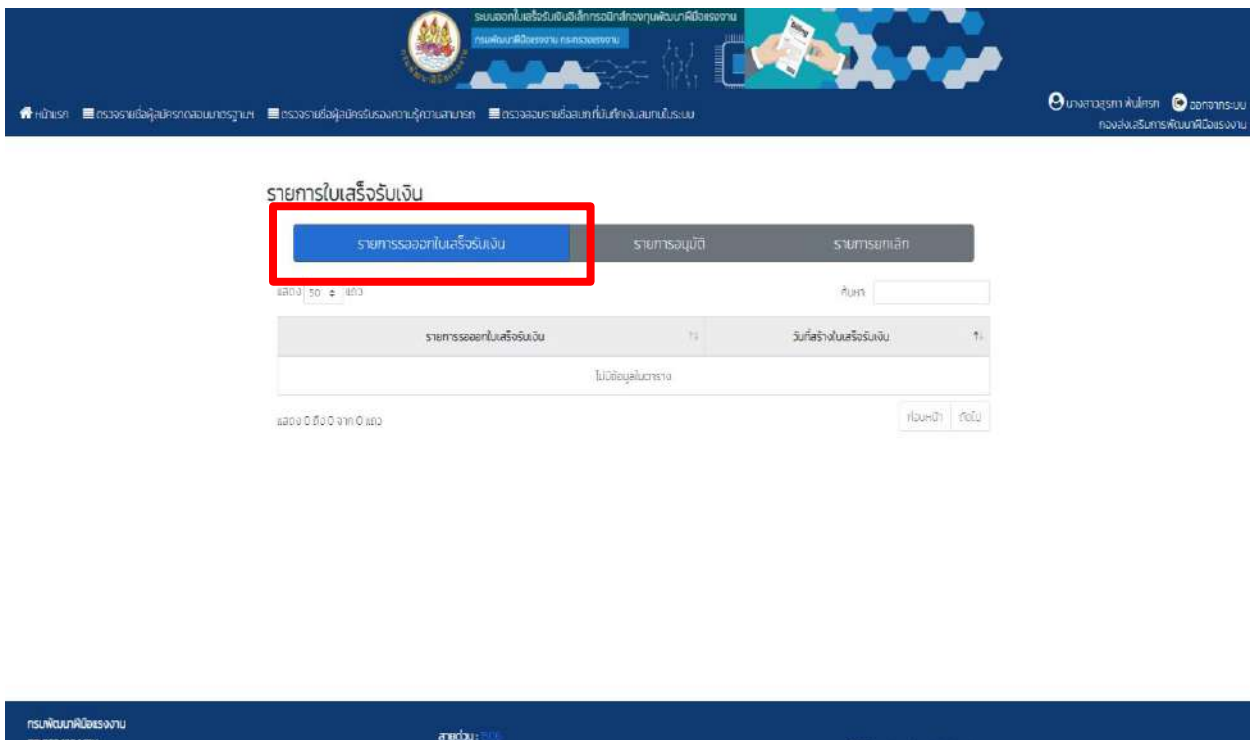 ระบบออกใบเสร็จรับเงินอิเล็กทรอนิกส์กองทุนพัฒนาฝีมือแรงงาน
กรมพัฒนาฝีมือแรงงาน กระทรวงแรงงาน
หน้าแรก ตรวจรายชื่อผู้สมัครทดสอบมาตรฐานฯ ตรวจรายชื่อผู้สมัครรับรองความรู้ความสามารถ ตรวจสอบรายชื่อสถานที่บันทึกเงินสมทบในระบบ
ออกจากระบบ
กองส่งเสริมการพัฒนาฝีมือแรงงาน
รายการใบเสร็จรับเงิน
รายการรอออกใบเสร็จรับเงิน รายการอนุมัติ รายการยกเลิก
แสดง 50 แถว ค้นหา
รายการรอออกใบเสร็จรับเงิน วันที่สร้างใบเสร็จรับเงิน
ไม่มีข้อมูลในตาราง
แสดง 0 ถึง 0 จาก 0 แถว ก่อนหน้า ถัดไป
กรมพัฒนาฝีมือแรงงาน
สายด่วน : 1506